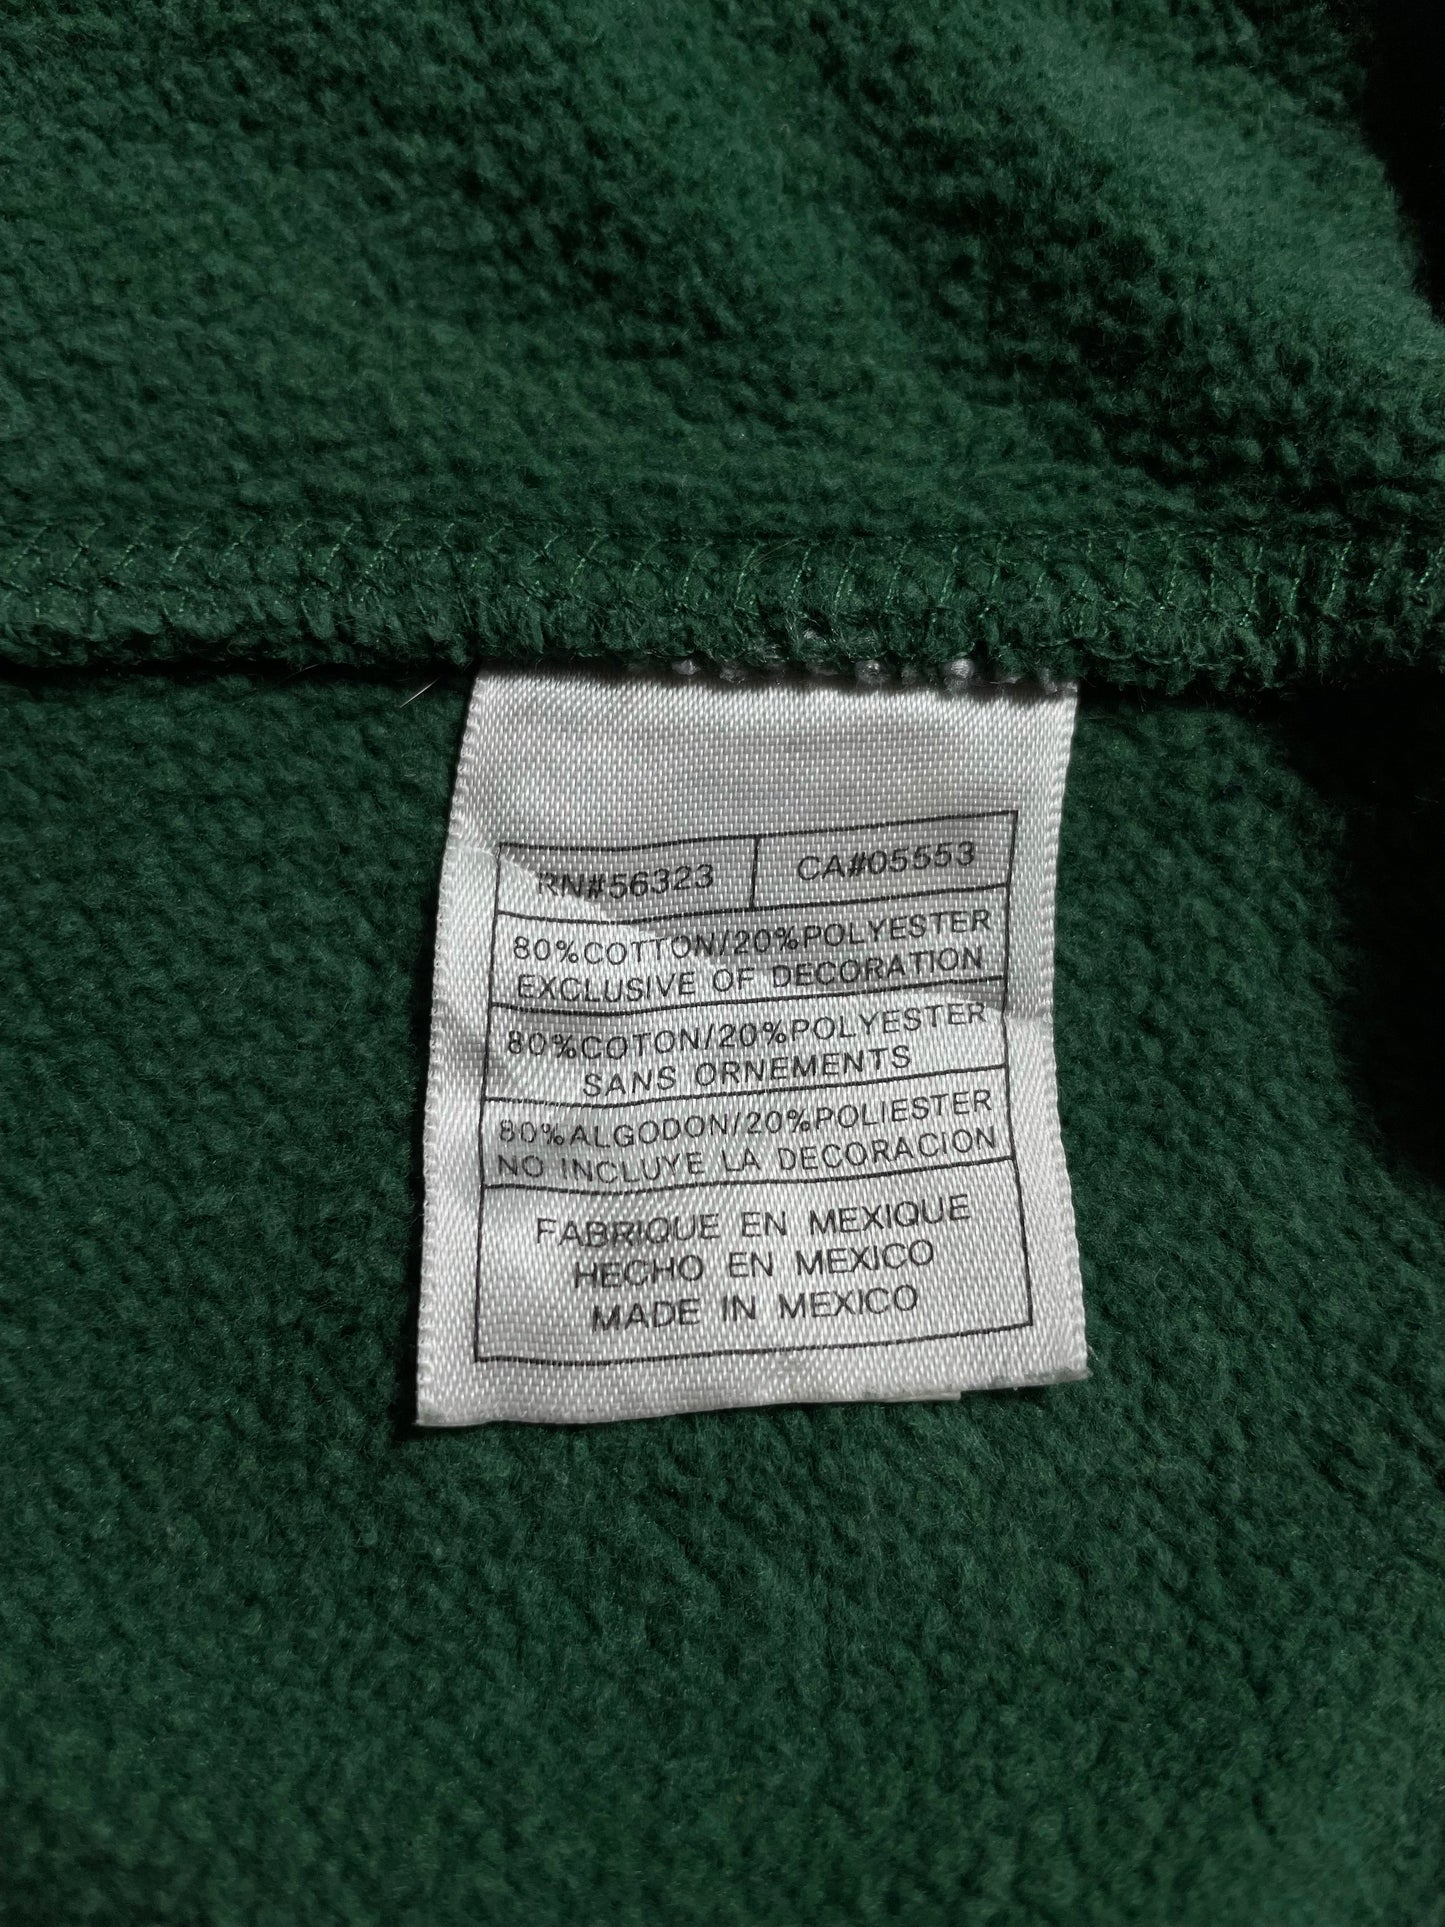 RN#56323 CA#05553
80%COTTON/20%POLYESTER
EXCLUSIVE OF DECORATION
80%COTON/20%POLYESTER
SANS ORNEMENTS
80%ALGODON/20%POLIESTER
NO INCLUYE LA DECORACION
FABRIQUE EN MEXIQUE
HECHO EN MEXICO
MADE IN MEXICO